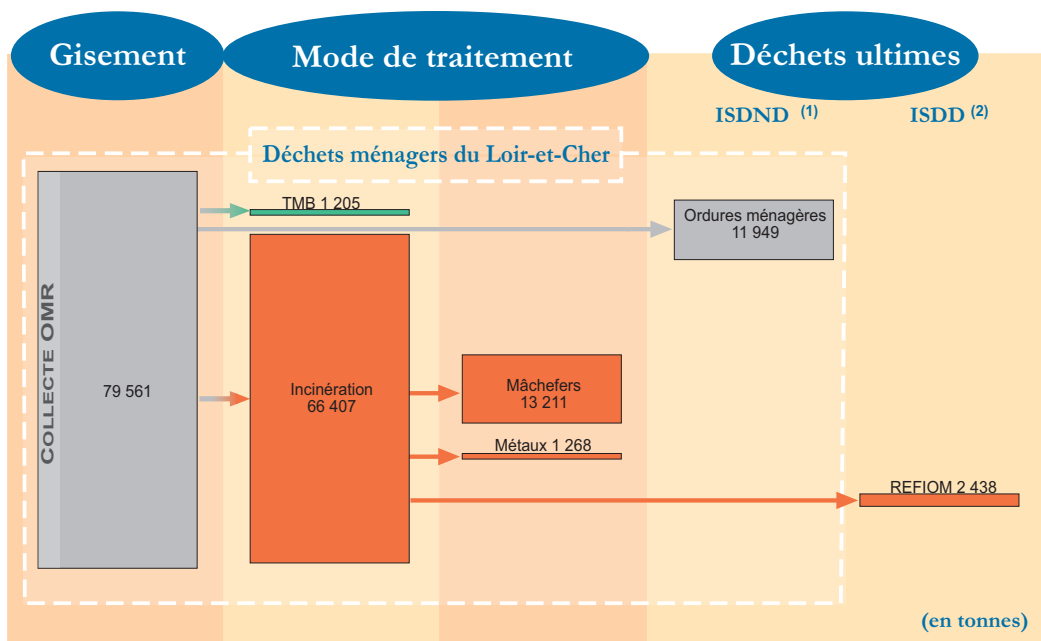 Gisement
Mode de traitement
Déchets ultimes
ISDND (1)
ISDD (2)
Déchets ménagers du Loir-et-Cher
TMB 1 205
Ordures ménagères
11 949
COLLECTE OMR
79 561
Incinération
66 407
Mâchefers
13 211
Métaux 1 268
REFIOM 2 438
(en tonnes)